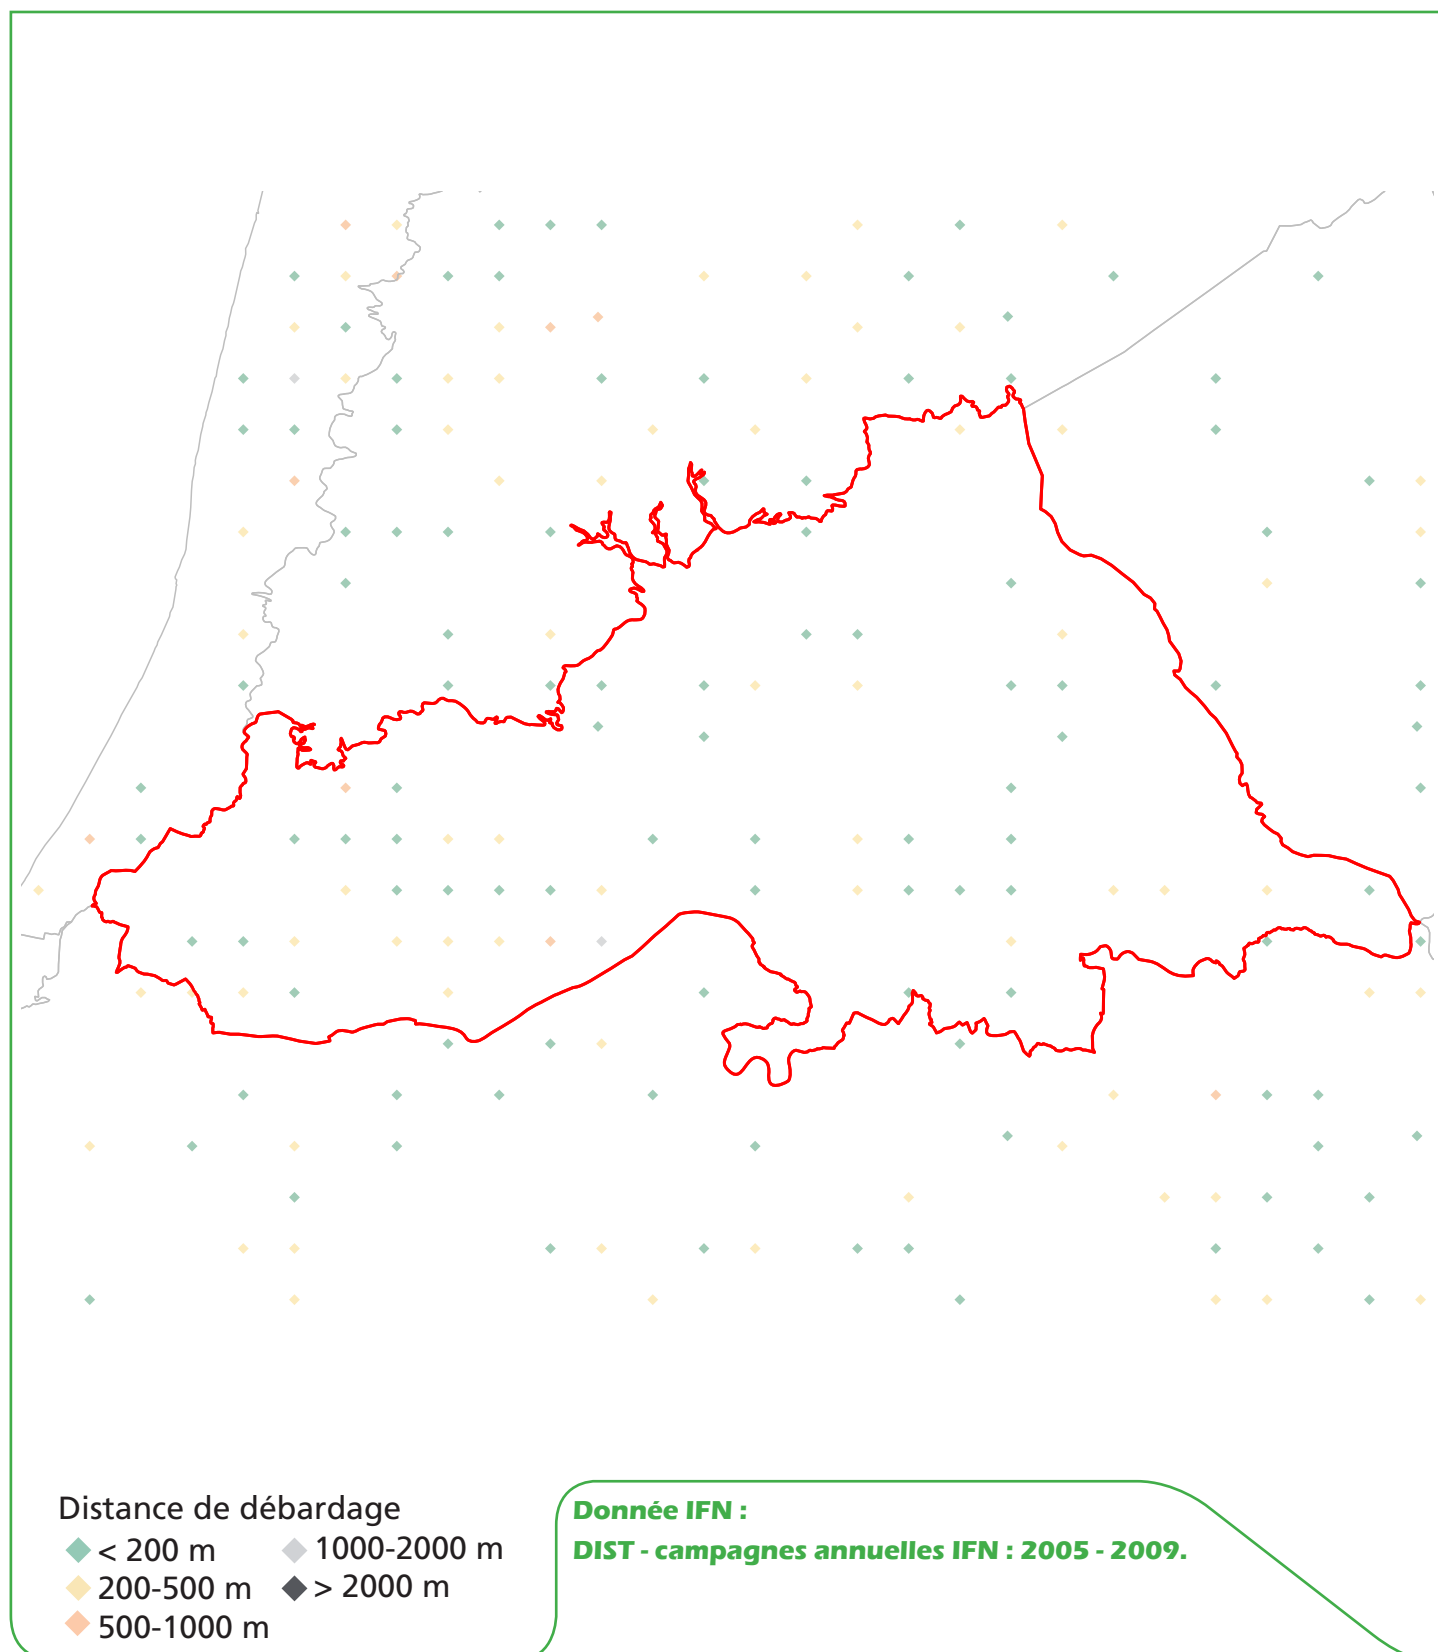 Distance de débardage
< 200 m
200-500 m
500-1000 m
1000-2000 m
> 2000 m
Donnée IFN :
DIST - campagnes annuelles IFN : 2005 - 2009.